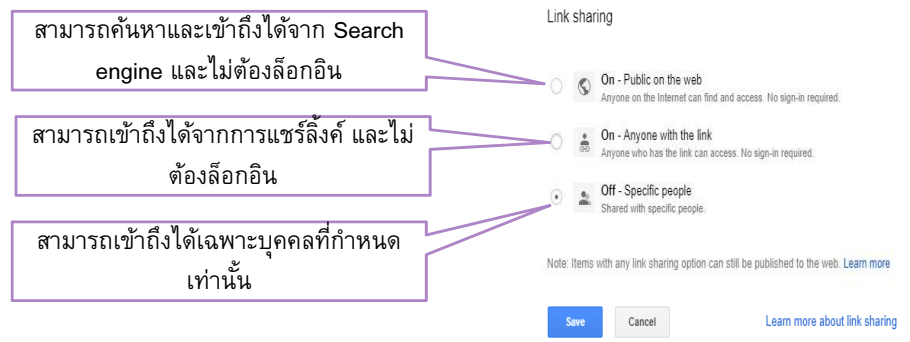 สามารถค้นหาและเข้าถึงได้จาก Search
engine และไม่ต้องล็อกอิน
สามารถเข้าถึงได้จากการแชร์ลิ้งค์ และไม่
ต้องล็อกอิน
สามารถเข้าถึงได้เฉพาะบุคคลที่กำหนด
เท่านั้น
Link sharing
On - Public on the web
Anyone on the Internet can find and access. No sign-in required.
On - Anyone with the link
Anyone who has the link can access. No sign-in required.
Off - Specific people
Shared with specific people.
Note: Items with any link sharing option can still be published to the web. Learn more
Save Cancel Learn more about link sharing